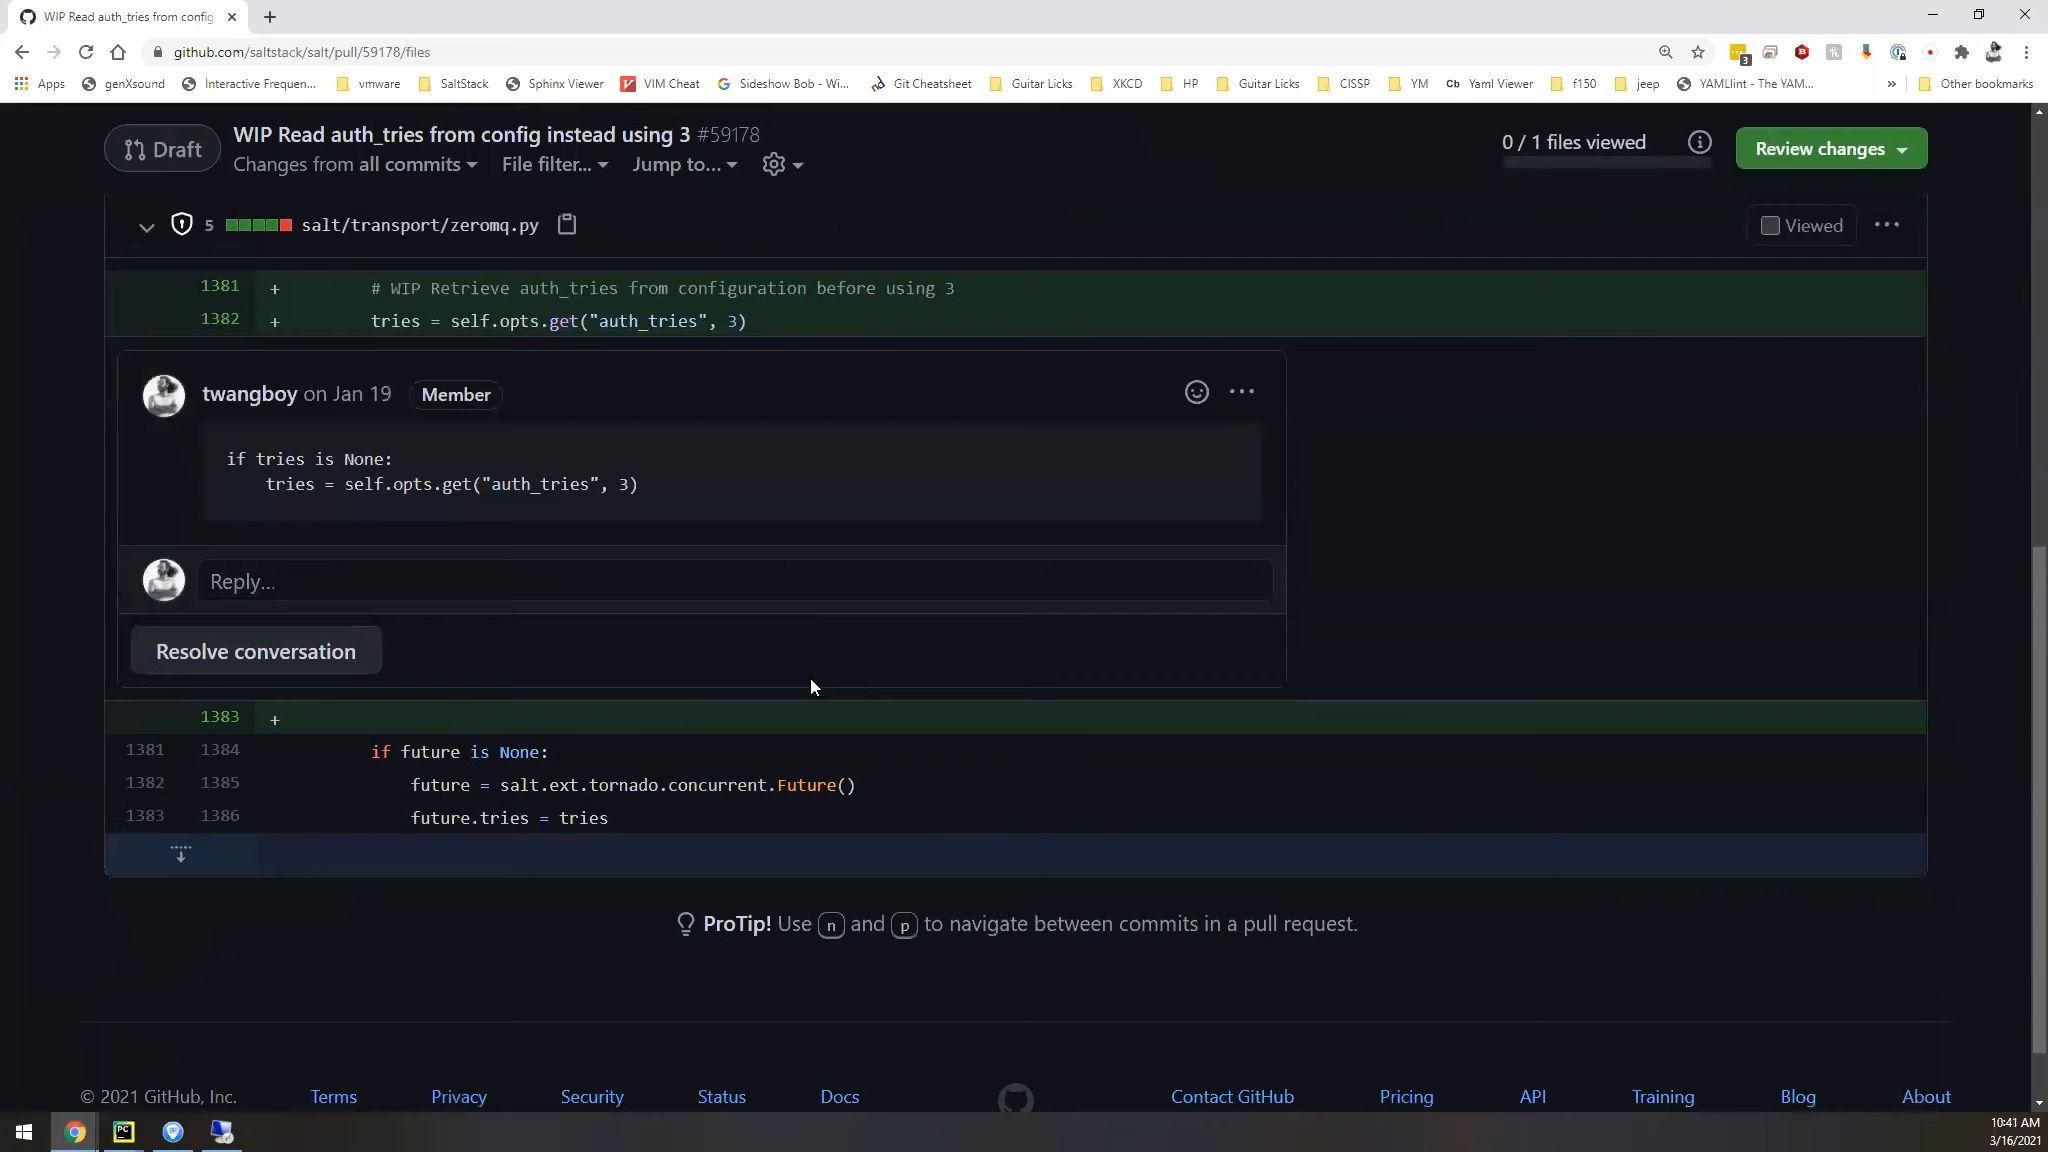 WIP Read auth_tries from config
github.com/saltstack/salt/pull/59178/files
3
Apps genXsound Interactive Frequen... vmware SaltStack Sphinx Viewer VIM Cheat Sideshow Bob - Wi... Git Cheatsheet Guitar Licks XKCD HP Guitar Licks CISSP YM Cb Yaml Viewer f150 jeep YAMLlint - The YAM... » Other bookmarks
Draft
WIP Read auth_tries from config instead using 3 #59178
Changes from all commits File filter... Jump to...
0 / 1 files viewed
Review changes
5 salt/transport/zeromq.py
Viewed
1381 + # WIP Retrieve auth_tries from configuration before using 3
1382 + tries = self.opts.get("auth_tries", 3)
twangboy on Jan 19 Member
if tries is None:
tries = self.opts.get("auth_tries", 3)
Reply...
Resolve conversation
1383 +
1381 1384 if future is None:
1382 1385 future = salt.ext.tornado.concurrent.Future()
1383 1386 future.tries = tries
ProTip! Use n and p to navigate between commits in a pull request.
© 2021 GitHub, Inc. Terms Privacy Security Status Docs Contact GitHub Pricing API Training Blog About
PC
10:41 AM
3/16/2021